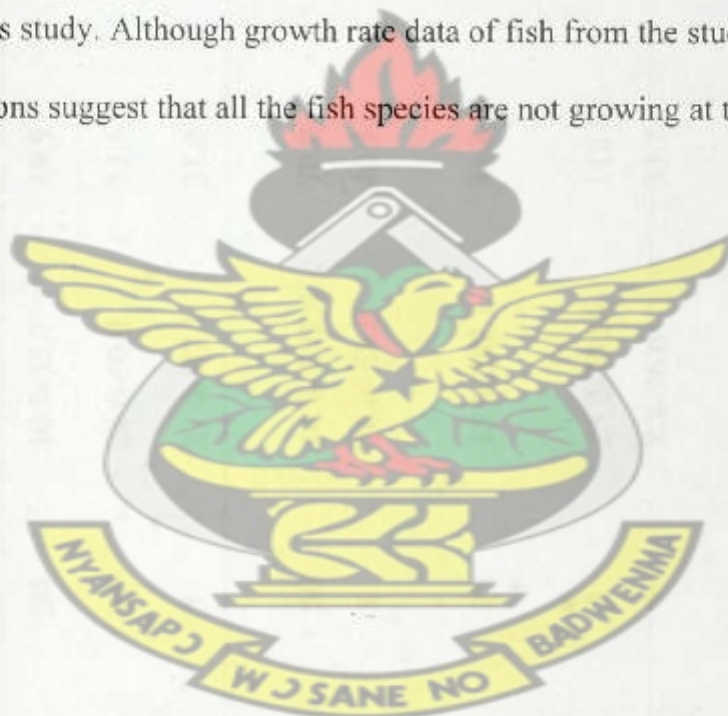 s study. Although growth rate data of fish from the stu
ons suggest that all the fish species are not growing at t
NYANSAPƆ
WƆSANE NO
BADWENMA